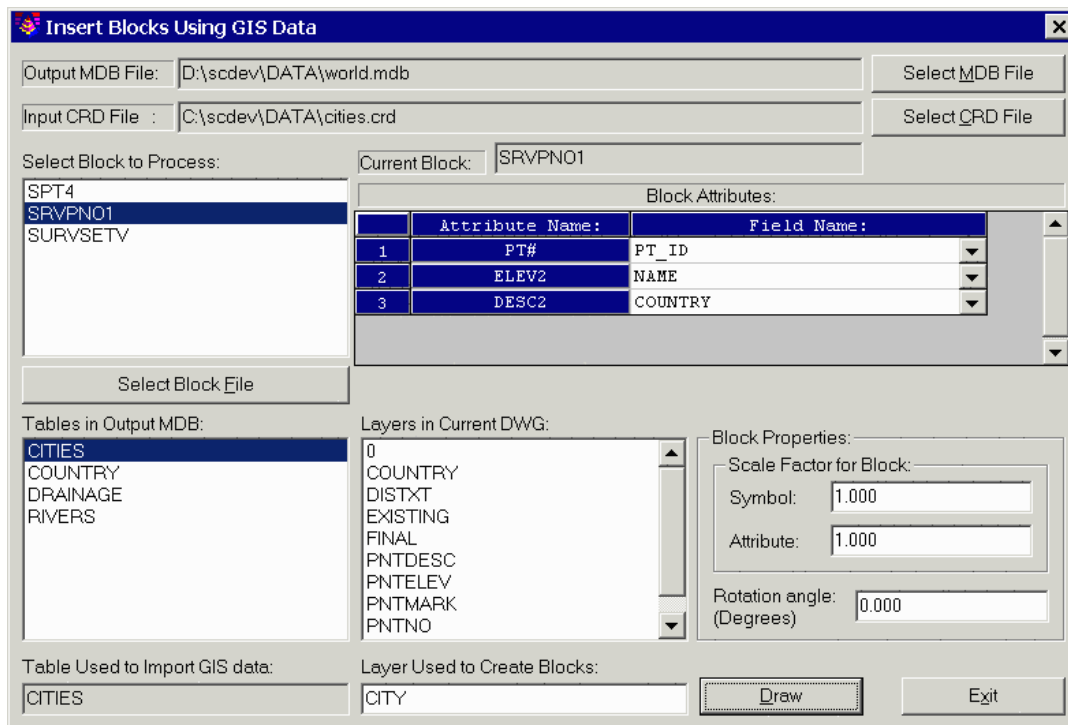 Insert Blocks Using GIS Data
Output MDB File: D:\scdev\DATA\world.mdb Select MDB File
Input CRD File : C:\scdev\DATA\cities.crd Select CRD File
Select Block to Process:
SPT4
SRVPNO1
SURVSETV
Select Block File
Current Block: SRVPNO1
Block Attributes:
Attribute Name: Field Name:
1 PT# PT_ID
2 ELEV2 NAME
3 DESC2 COUNTRY
Tables in Output MDB:
CITIES
COUNTRY
DRAINAGE
RIVERS
Layers in Current DWG:
0
COUNTRY
DISTXT
EXISTING
FINAL
PNTDESC
PNTELEV
PNTMARK
PNTNO
Block Properties:
Scale Factor for Block:
Symbol: 1.000
Attribute: 1.000
Rotation angle: 0.000
(Degrees)
Table Used to Import GIS data:
CITIES
Layer Used to Create Blocks:
CITY
Draw Exit